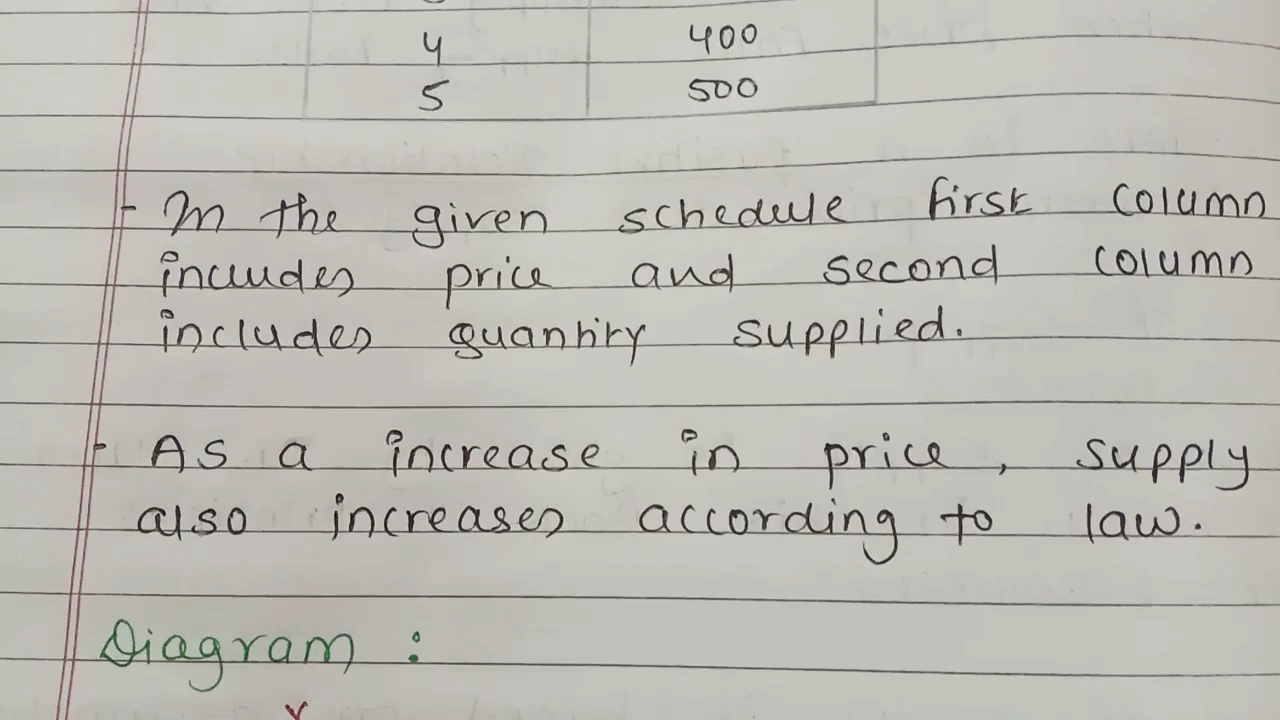 4 400
5 500
- In the given schedule first column
includes price and second column
includes quantity supplied.
- As a increase in price, supply
also increases according to law.
Diagram :
Y